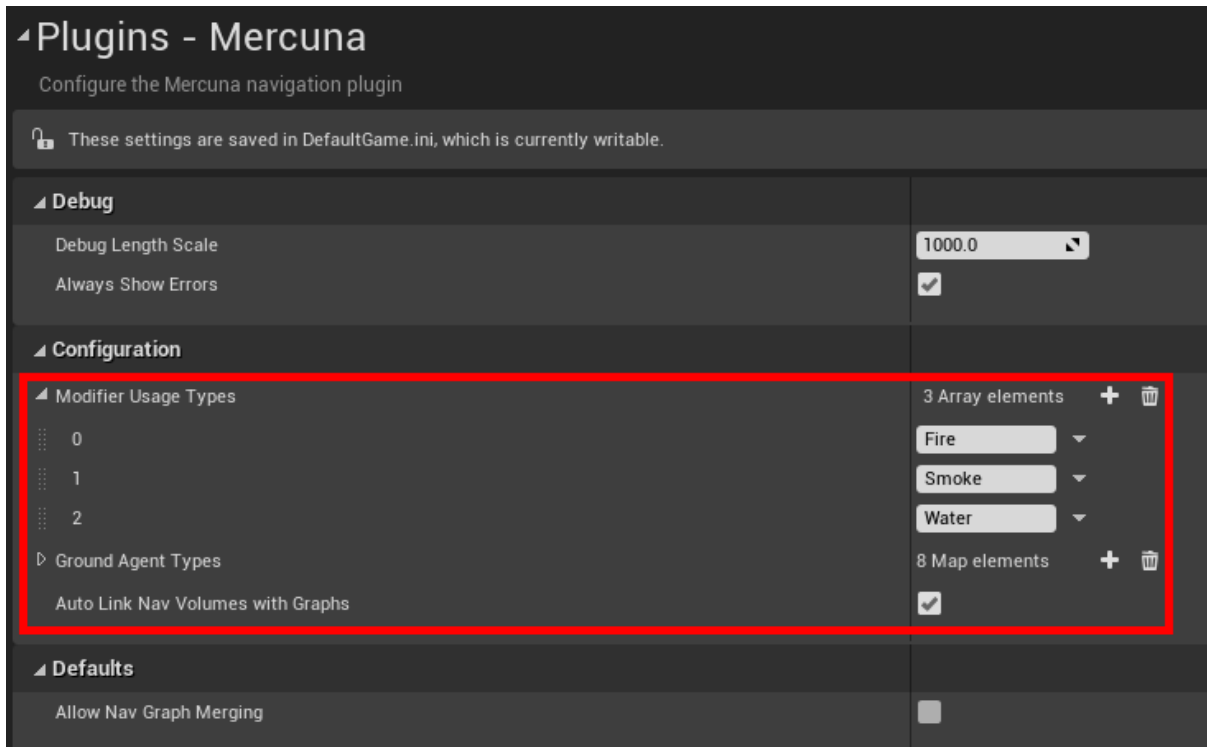 Plugins - Mercuna
Configure the Mercuna navigation plugin
These settings are saved in DefaultGame.ini, which is currently writable.
Debug
Debug Length Scale 1000.0
Always Show Errors
Configuration
Modifier Usage Types 3 Array elements
0 Fire
1 Smoke
2 Water
Ground Agent Types 8 Map elements
Auto Link Nav Volumes with Graphs
Defaults
Allow Nav Graph Merging